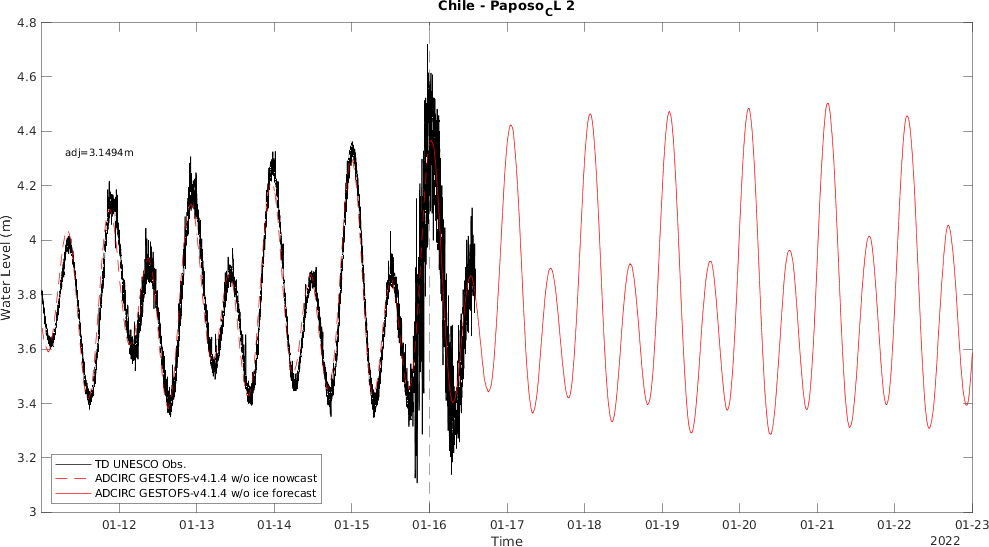 Chile - Paposo_CL 2
4.8
4.6
4.4
adj=3.1494m
4.2
4
Water Level (m)
3.8
3.6
3.4
3.2
3
TD UNESCO Obs.
ADCIRC GESTOFS-v4.1.4 w/o ice nowcast
ADCIRC GESTOFS-v4.1.4 w/o ice forecast
01-12 01-13 01-14 01-15 01-16 01-17 01-18 01-19 01-20 01-21 01-22 01-23
Time
2022